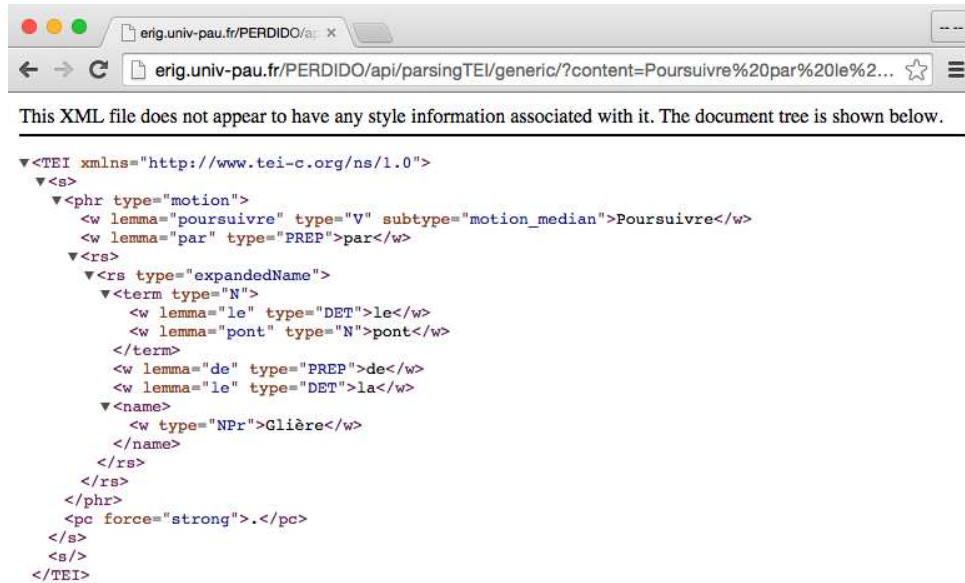 erig.univ-pau.fr/PERDIDO/a
erig.univ-pau.fr/PERDIDO/api/parsingTEI/generic/?content=Poursuivre%20par%20le%2...
This XML file does not appear to have any style information associated with it. The document tree is shown below.
▼<TEI xmlns="http://www.tei-c.org/ns/1.0">
▼<s>
▼<phr type="motion">
<w lemma="poursuivre" type="V" subtype="motion_median">Poursuivre</w>
<w lemma="par" type="PREP">par</w>
▼<rs>
▼<rs type="expandedName">
▼<term type="N">
<w lemma="le" type="DET">le</w>
<w lemma="pont" type="N">pont</w>
</term>
<w lemma="de" type="PREP">de</w>
<w lemma="le" type="DET">la</w>
▼<name>
<w type="NPr">Glière</w>
</name>
</rs>
</rs>
</phr>
<pc force="strong">.</pc>
</s>
<s/>
</TEI>